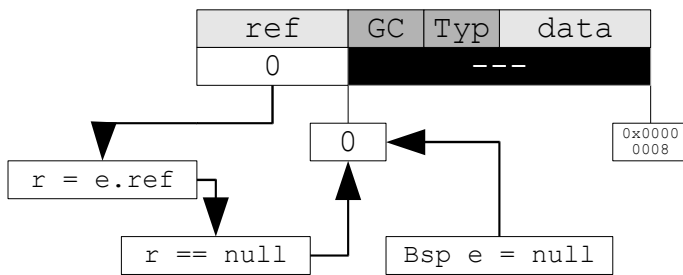 ref GC Typ data
0 ---
0
0x0000
0008
r = e.ref
r == null
Bsp e = null